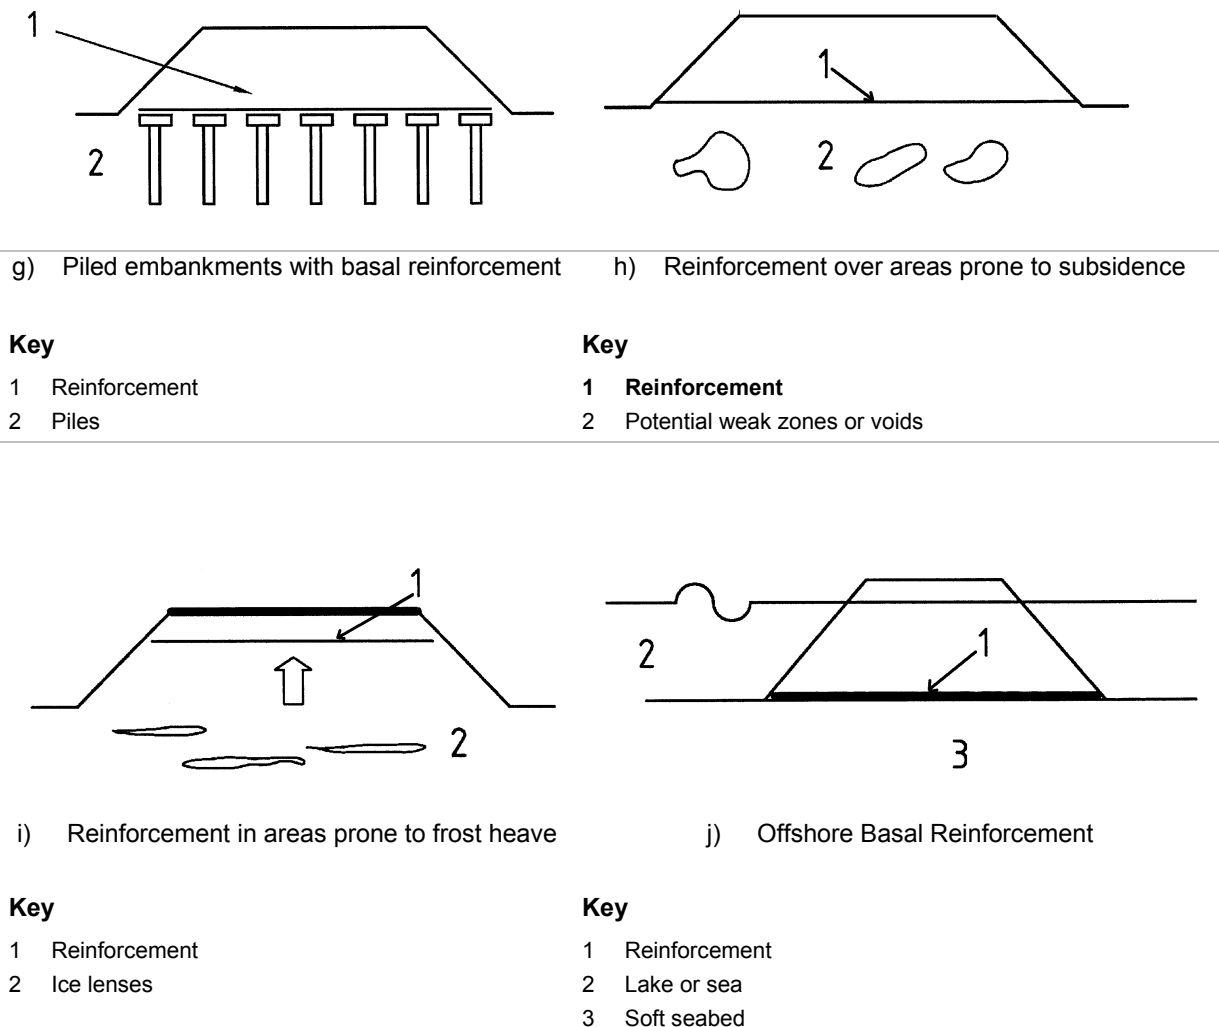 1
1
2
2
g) Piled embankments with basal reinforcement
h) Reinforcement over areas prone to subsidence
Key
1 Reinforcement
2 Piles
Key
1 Reinforcement
2 Potential weak zones or voids
1
2
2
1
3
i) Reinforcement in areas prone to frost heave
j) Offshore Basal Reinforcement
Key
1 Reinforcement
2 Ice lenses
Key
1 Reinforcement
2 Lake or sea
3 Soft seabed